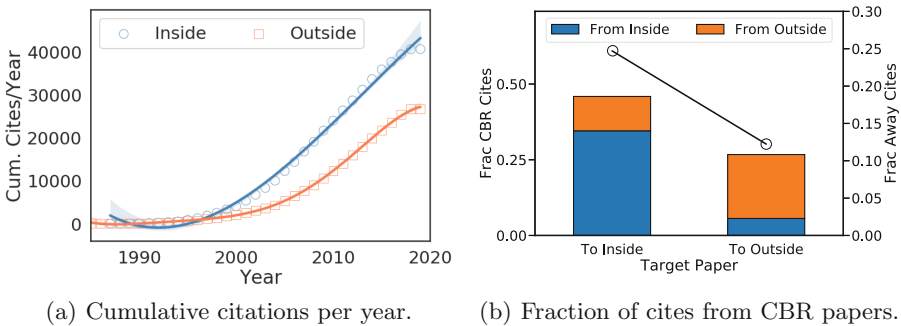 Inside Outside
40000
30000
20000
10000
0
Cum. Cites/Year
1990 2000 2010 2020
Year
(a) Cumulative citations per year.
From Inside From Outside
0.50
0.25
0.00
Frac CBR Cites
0.30
0.25
0.20
0.15
0.10
0.05
0.00
Frac Away Cites
To Inside To Outside
Target Paper
(b) Fraction of cites from CBR papers.